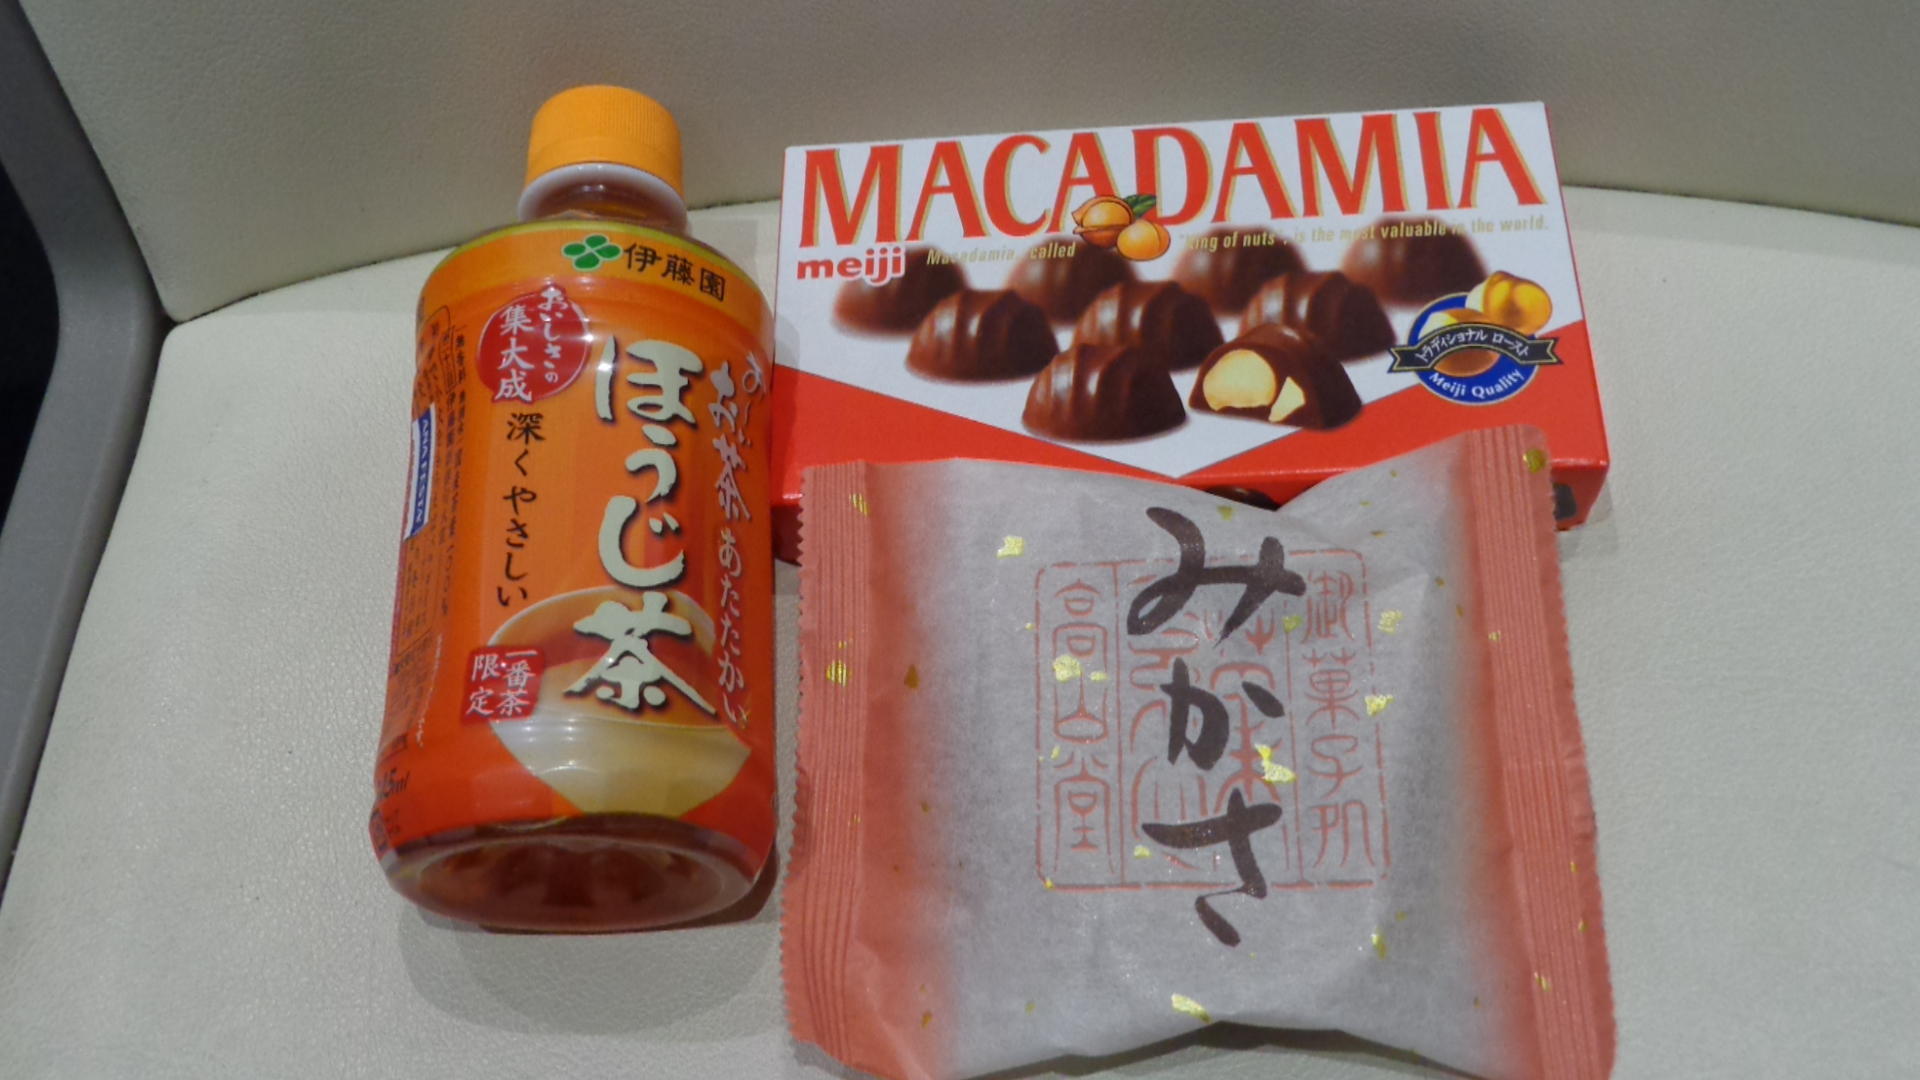 伊藤園
おいしさの
集大成
お〜いお茶 あたたかい
ほうじ茶
深くやさしい
一番茶
限定
ANA FESTA
MACADAMIA
meiji
Macadamia, called "king of nuts", is the most valuable in the world.
トラディショナル ロースト
Meiji Quality
みかさ
御菓子所
高山堂